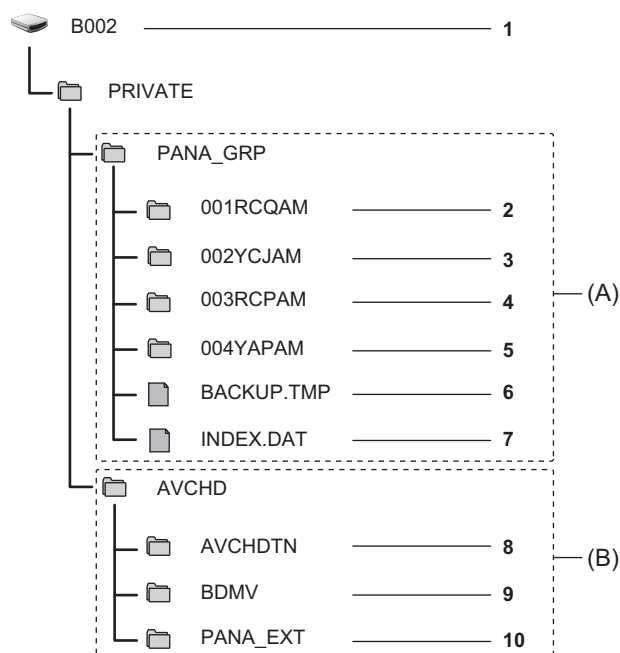 B002 1
PRIVATE
PANA_GRP
001RCQAM 2
002YCJAM 3
003RCPAM 4
(A)
004YAPAM 5
BACKUP.TMP 6
INDEX.DAT 7
AVCHD
AVCHDTN 8
(B)
BDMV 9
PANA_EXT 10